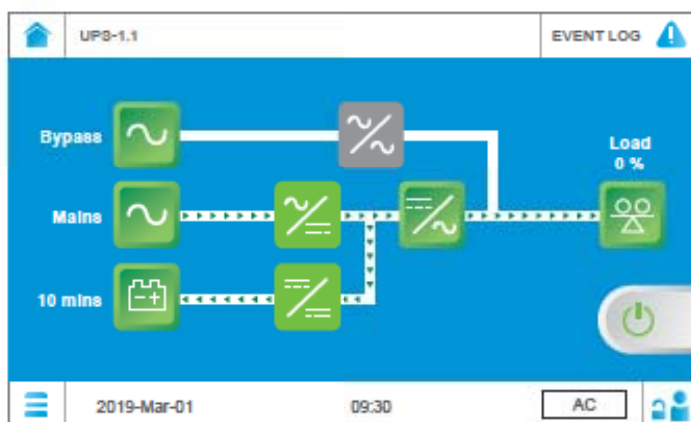 UPS-1.1
EVENT LOG
Bypass
Load
0 %
Mains
10 mins
2019-Mar-01
09:30
AC